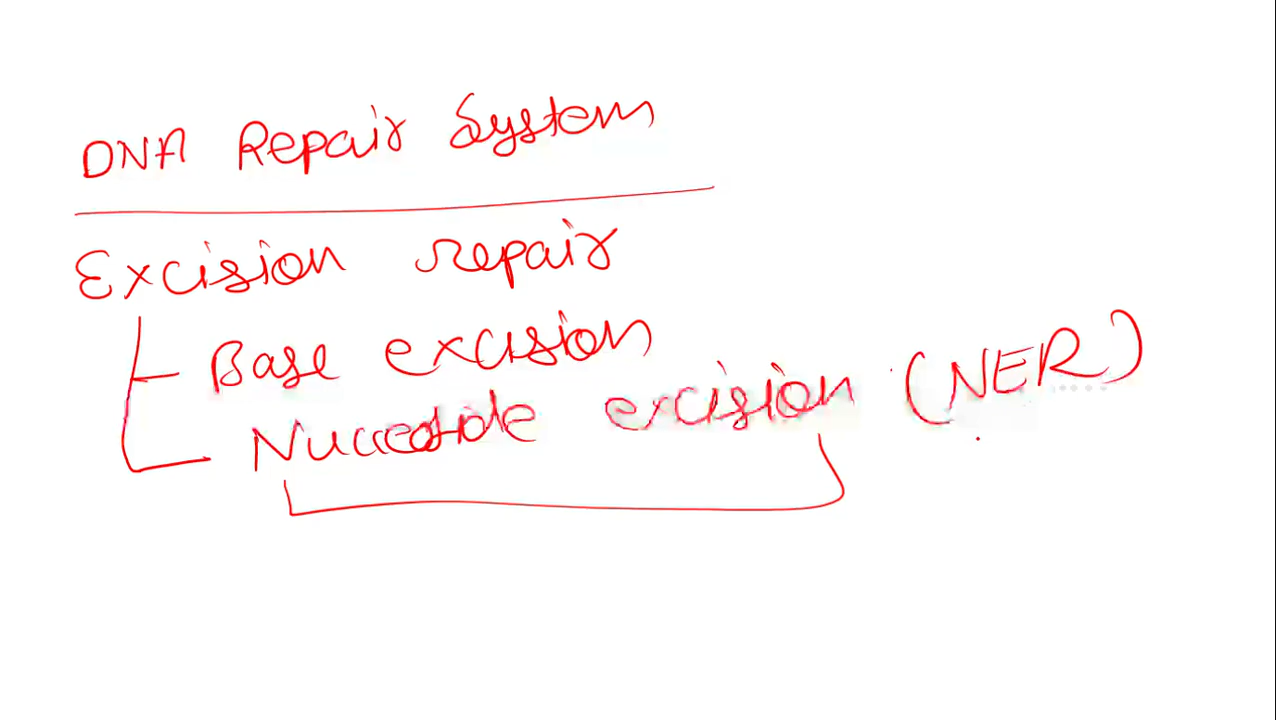 DNA Repair System
Excision repair
Base excision
Nucleotide excision (NER)